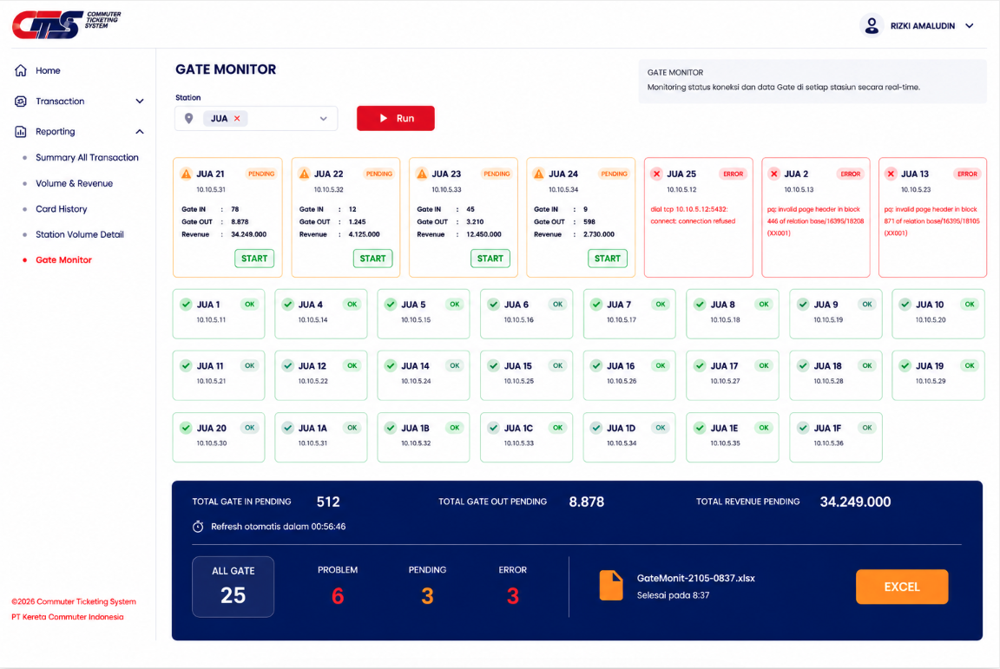 CTS COMMUTER
TICKETING
SYSTEM
RIZKI AMALUDIN
Home
Transaction
Reporting
Summary All Transaction
Volume & Revenue
Card History
Station Volume Detail
Gate Monitor
©2026 Commuter Ticketing System
PT Kereta Commuter Indonesia
GATE MONITOR
GATE MONITOR
Monitoring status koneksi dan data Gate di setiap stasiun secara real-time.
Station
JUA × Run
JUA 21 PENDING
10.10.5.31
Gate IN : 78
Gate OUT : 8.878
Revenue : 34.249.000
START
JUA 22 PENDING
10.10.5.32
Gate IN : 12
Gate OUT : 1.245
Revenue : 4.125.000
START
JUA 23 PENDING
10.10.5.33
Gate IN : 45
Gate OUT : 3.210
Revenue : 12.450.000
START
JUA 24 PENDING
10.10.5.34
Gate IN : 9
Gate OUT : 598
Revenue : 2.730.000
START
JUA 25 ERROR
10.10.5.12
dial tcp 10.10.5.12:5432:
connect: connection refused
JUA 2 ERROR
10.10.5.13
pq: invalid page header in block
446 of relation base/16395/18208
(XX001)
JUA 13 ERROR
10.10.5.23
pq: invalid page header in block
871 of relation base/16395/18105
(XX001)
JUA 1 OK
10.10.5.11
JUA 4 OK
10.10.5.14
JUA 5 OK
10.10.5.15
JUA 6 OK
10.10.5.16
JUA 7 OK
10.10.5.17
JUA 8 OK
10.10.5.18
JUA 9 OK
10.10.5.19
JUA 10 OK
10.10.5.20
JUA 11 OK
10.10.5.21
JUA 12 OK
10.10.5.22
JUA 14 OK
10.10.5.24
JUA 15 OK
10.10.5.25
JUA 16 OK
10.10.5.26
JUA 17 OK
10.10.5.27
JUA 18 OK
10.10.5.28
JUA 19 OK
10.10.5.29
JUA 20 OK
10.10.5.30
JUA 1A OK
10.10.5.31
JUA 1B OK
10.10.5.32
JUA 1C OK
10.10.5.33
JUA 1D OK
10.10.5.34
JUA 1E OK
10.10.5.35
JUA 1F OK
10.10.5.36
TOTAL GATE IN PENDING 512
TOTAL GATE OUT PENDING 8.878
TOTAL REVENUE PENDING 34.249.000
Refresh otomatis dalam 00:56:46
ALL GATE
25
PROBLEM
6
PENDING
3
ERROR
3
GateMonit-2105-0837.xlsx
Selesai pada 8:37
EXCEL